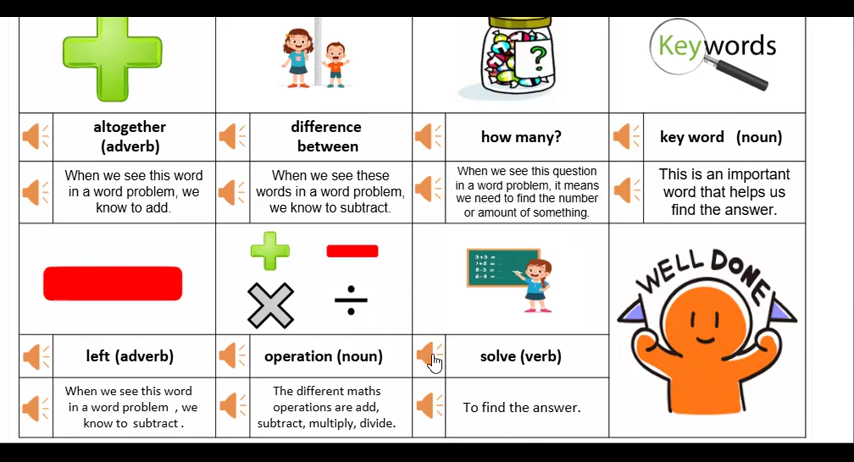 Keywords
?
altogether
(adverb)
difference
between
how many?
key word (noun)
When we see this word
in a word problem, we
know to add.
When we see these
words in a word problem,
we know to subtract.
When we see this question
in a word problem, it means
we need to find the number
or amount of something.
This is an important
word that helps us
find the answer.
WELL DONE
left (adverb)
operation (noun)
solve (verb)
When we see this word
in a word problem , we
know to subtract .
The different maths
operations are add,
subtract, multiply, divide.
To find the answer.